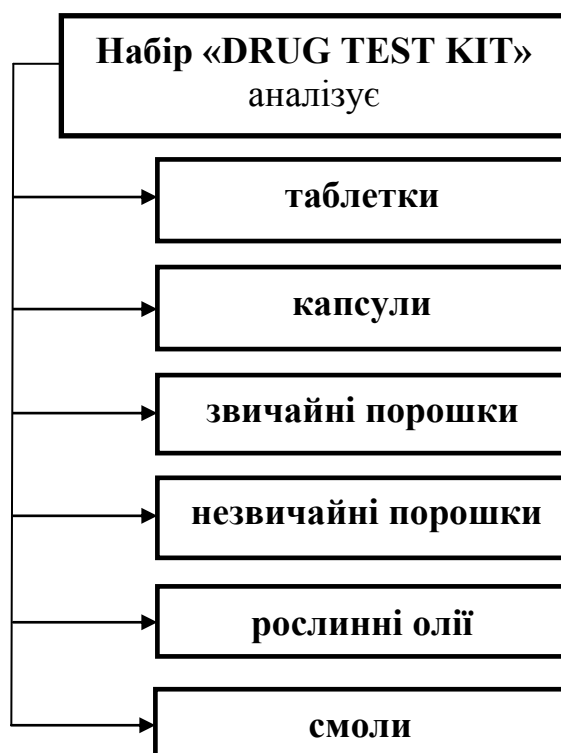 Набір «DRUG TEST KIT»
аналізує
таблетки
капсули
звичайні порошки
незвичайні порошки
рослинні олії
смоли